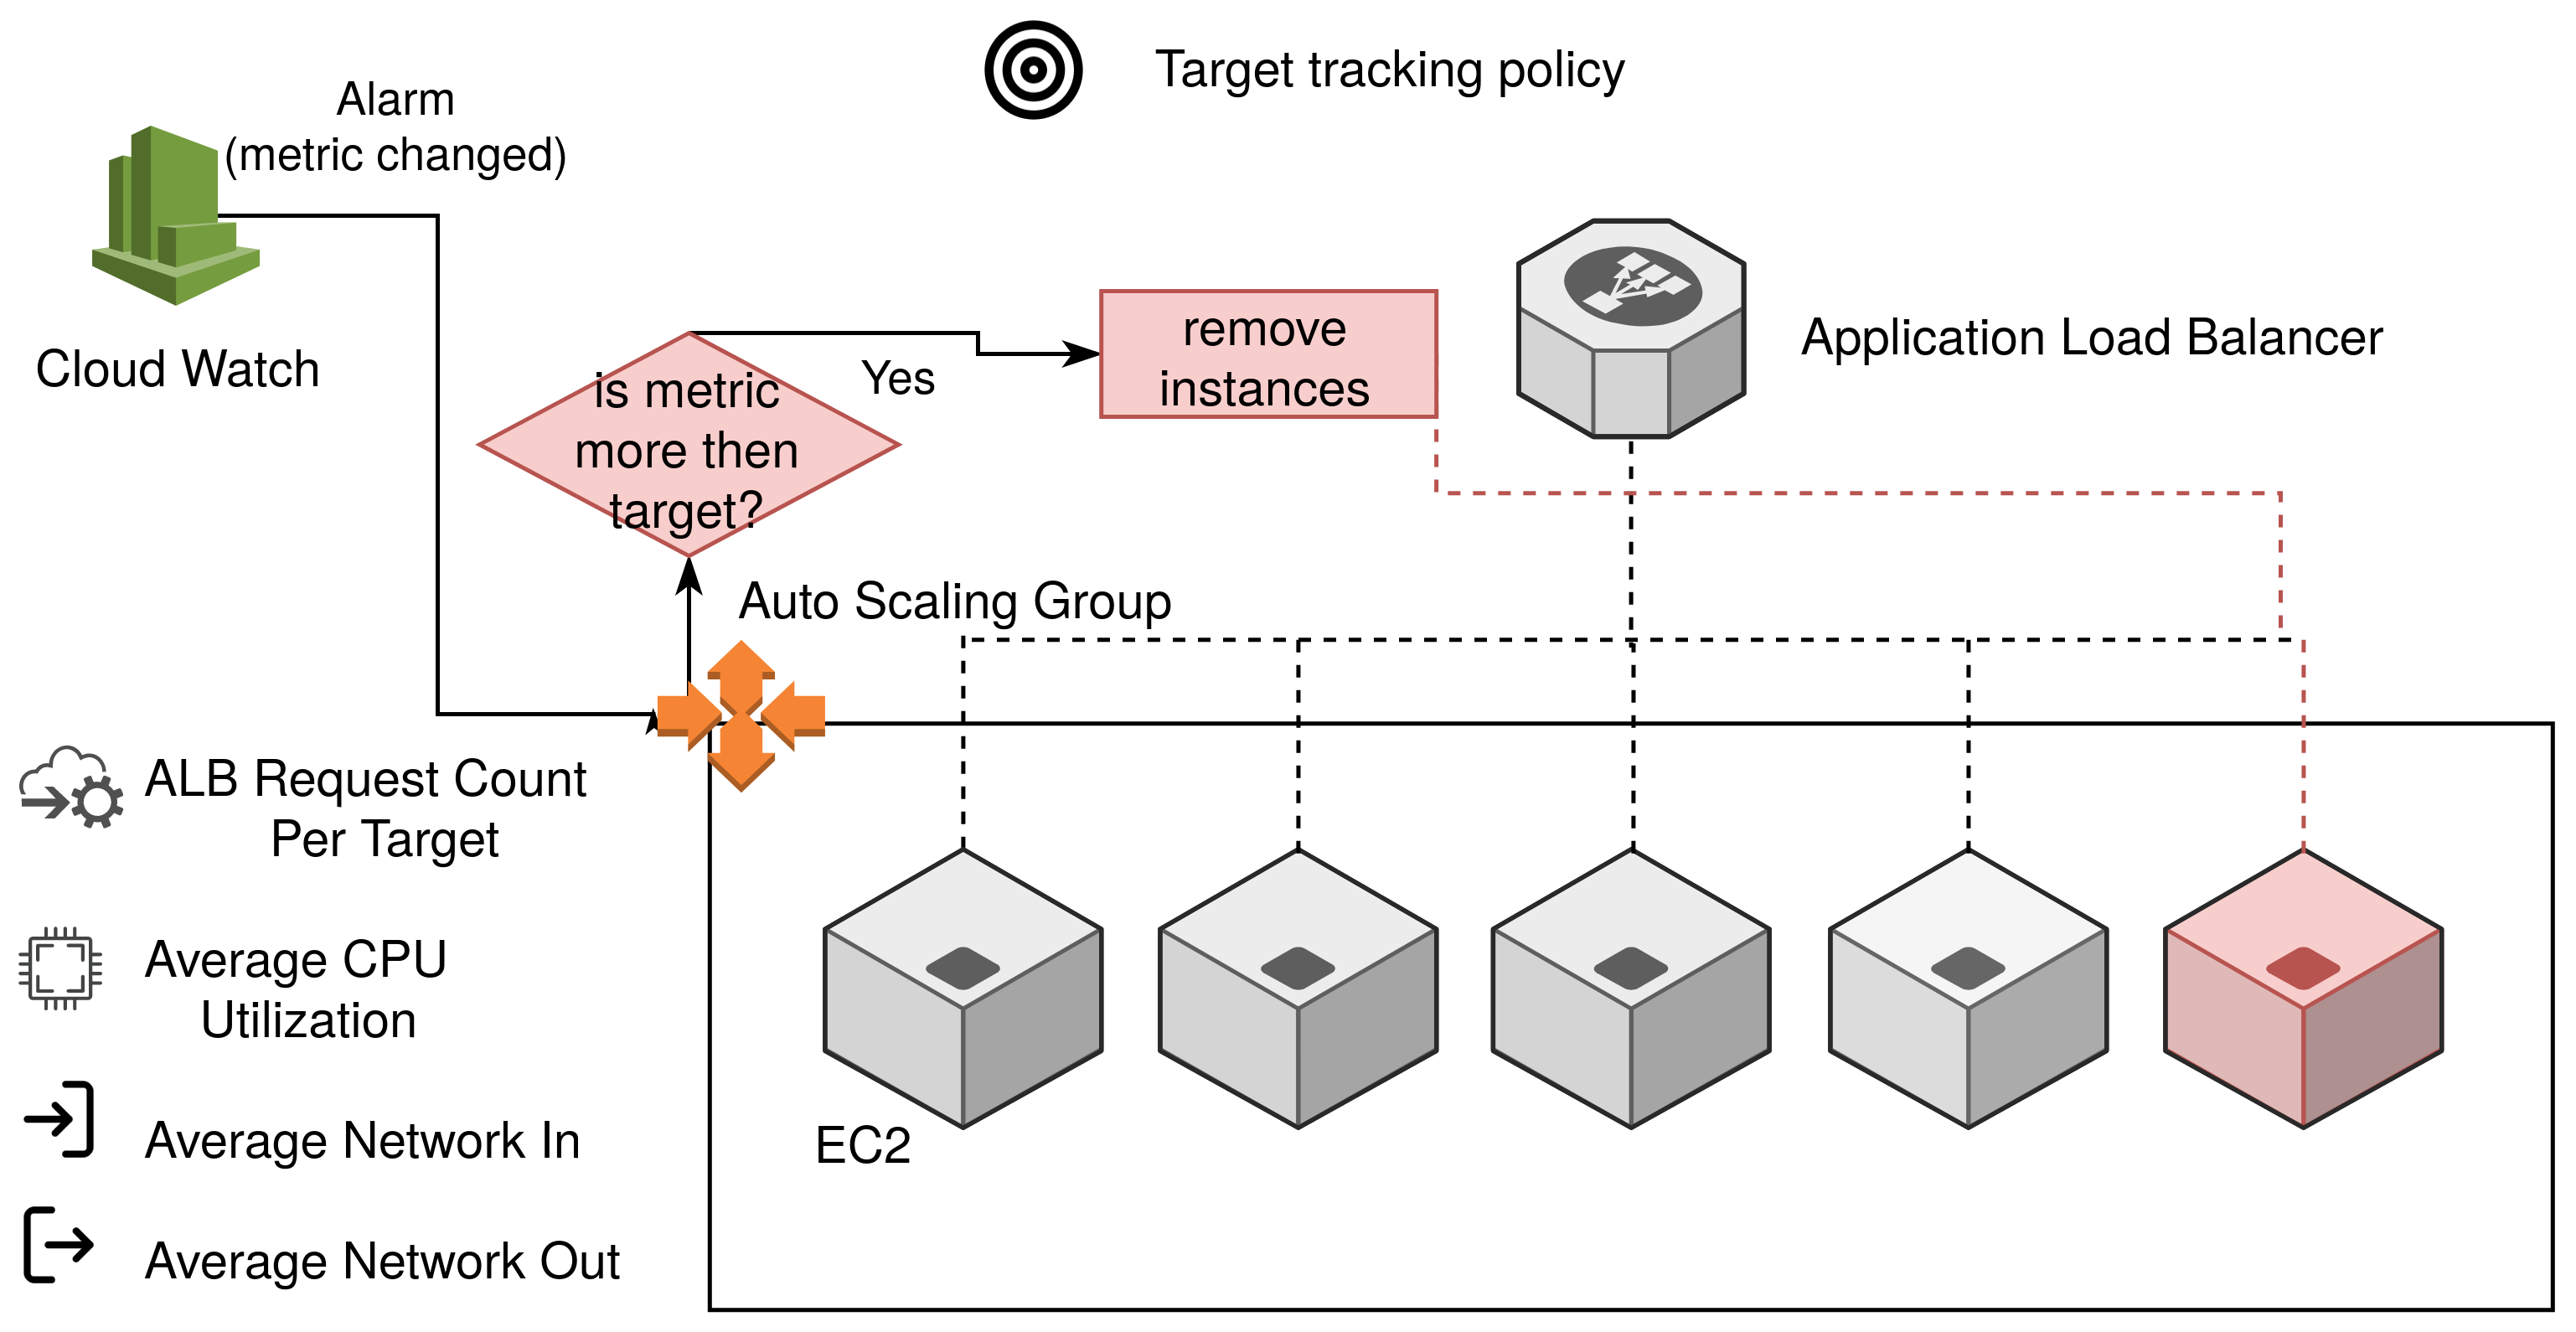 Target tracking policy
Alarm
(metric changed)
Cloud Watch
is metric
more then
target?
Yes
remove
instances
Application Load Balancer
Auto Scaling Group
ALB Request Count
Per Target
Average CPU
Utilization
Average Network In
Average Network Out
EC2